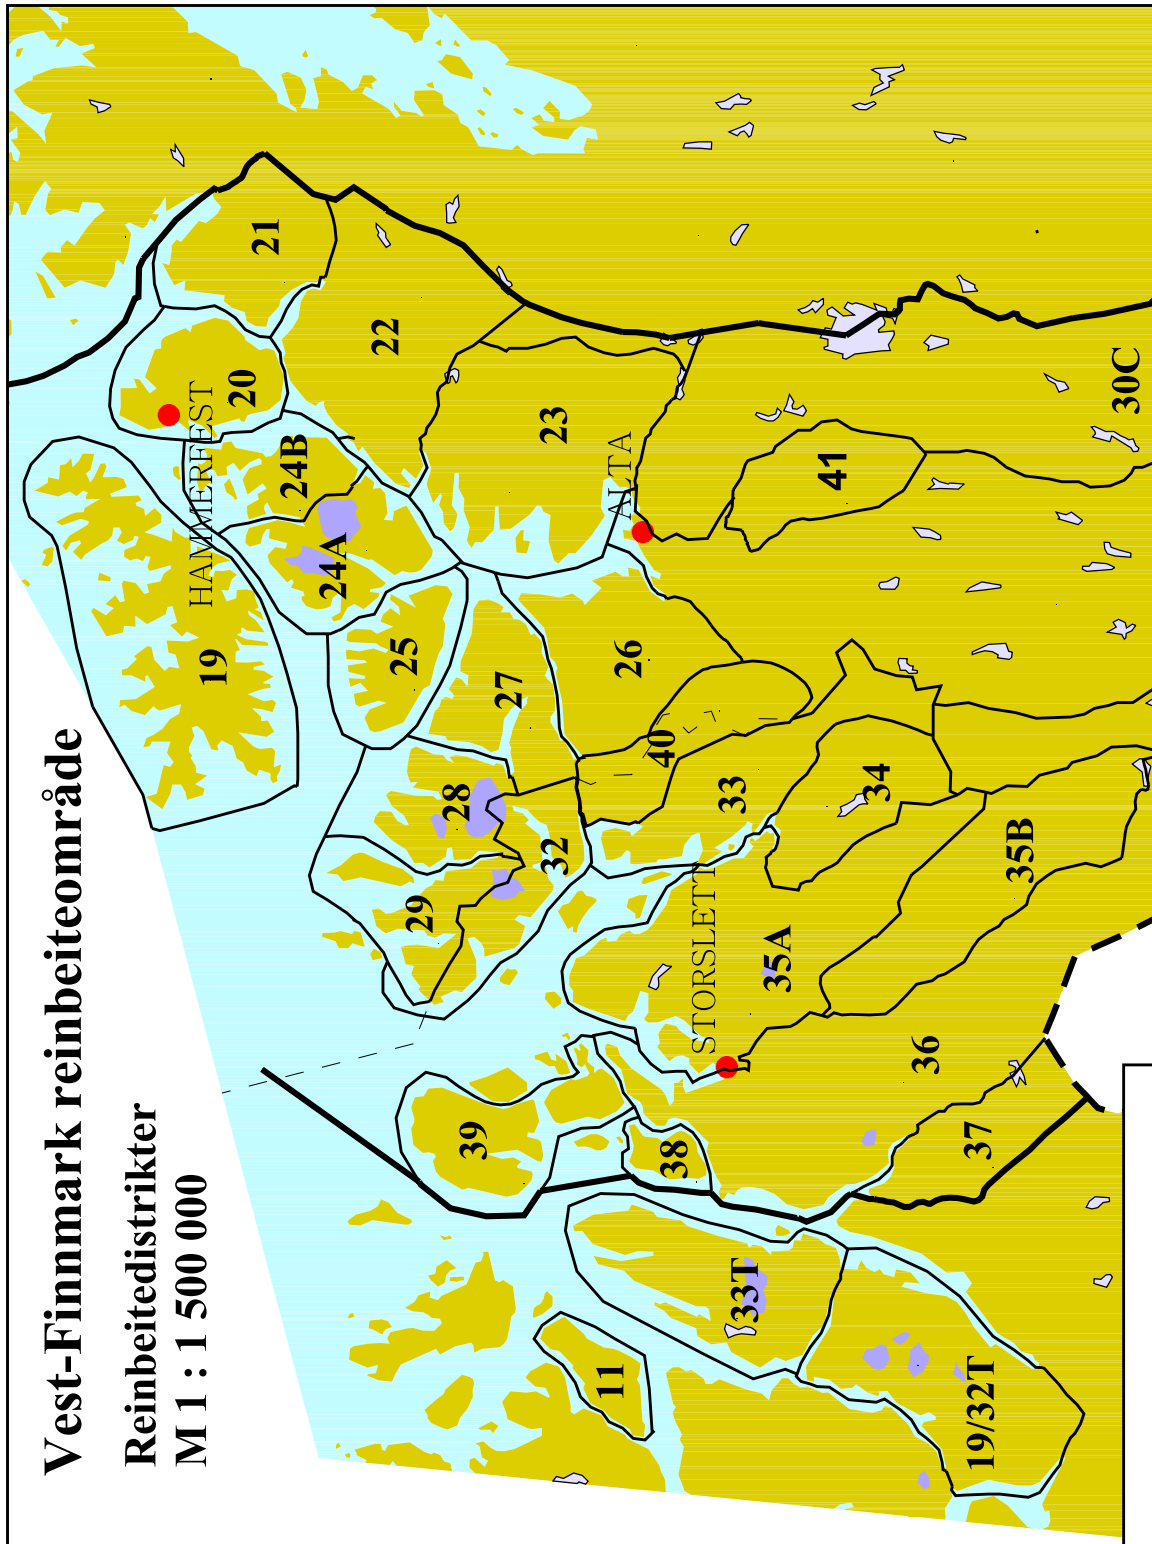 Vest-Finnmark reinbeiteområde
Reinbeitedistrikter
M 1 : 1 500 000
21
20
HAMMERFEST
22
24B
24A
19
23
ALTA
25
27
26
41
30C
28
40
33
34
32
29
35B
STORSLETT
35A
36
39
38
37
33T
11
19/32T